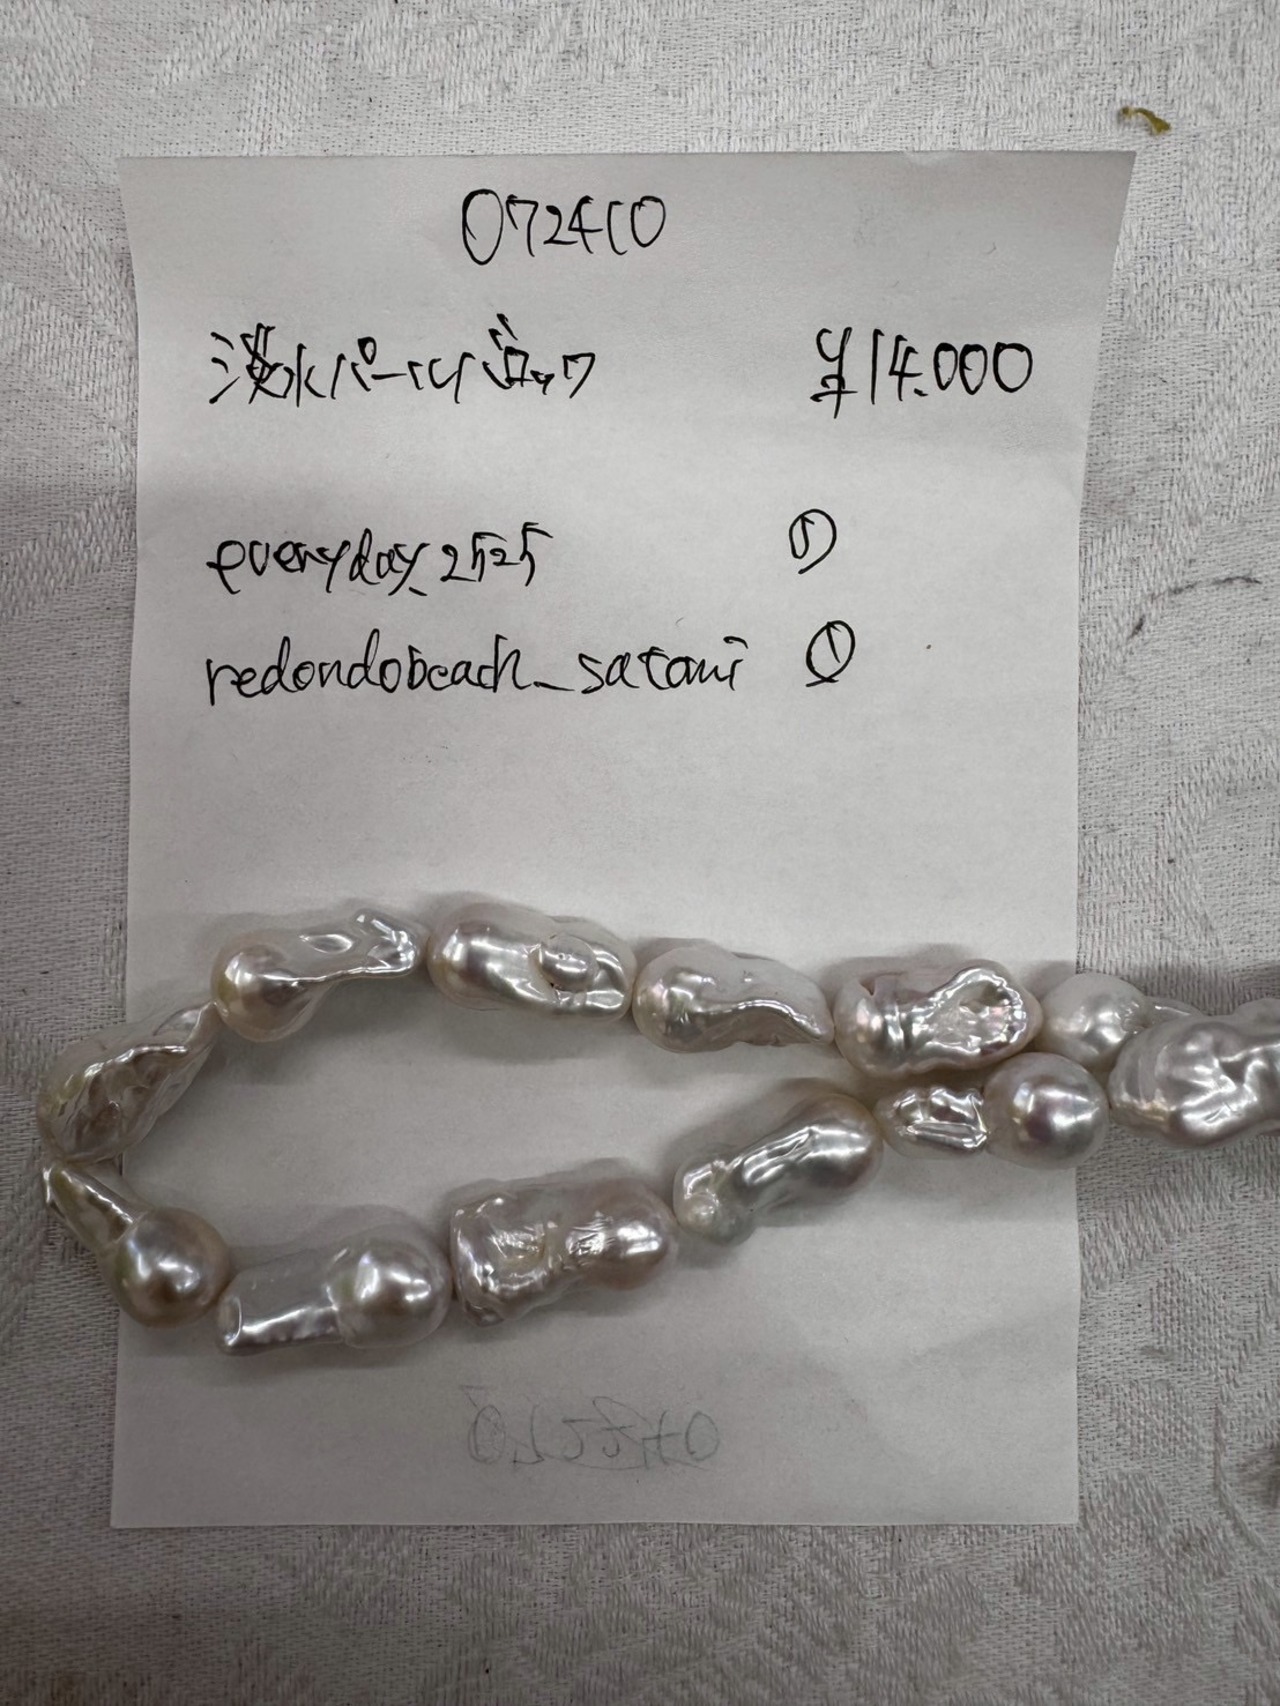 072410
淡水パールバロック ¥14.000
everyday_2525 ①
redondobeach_satomi ①